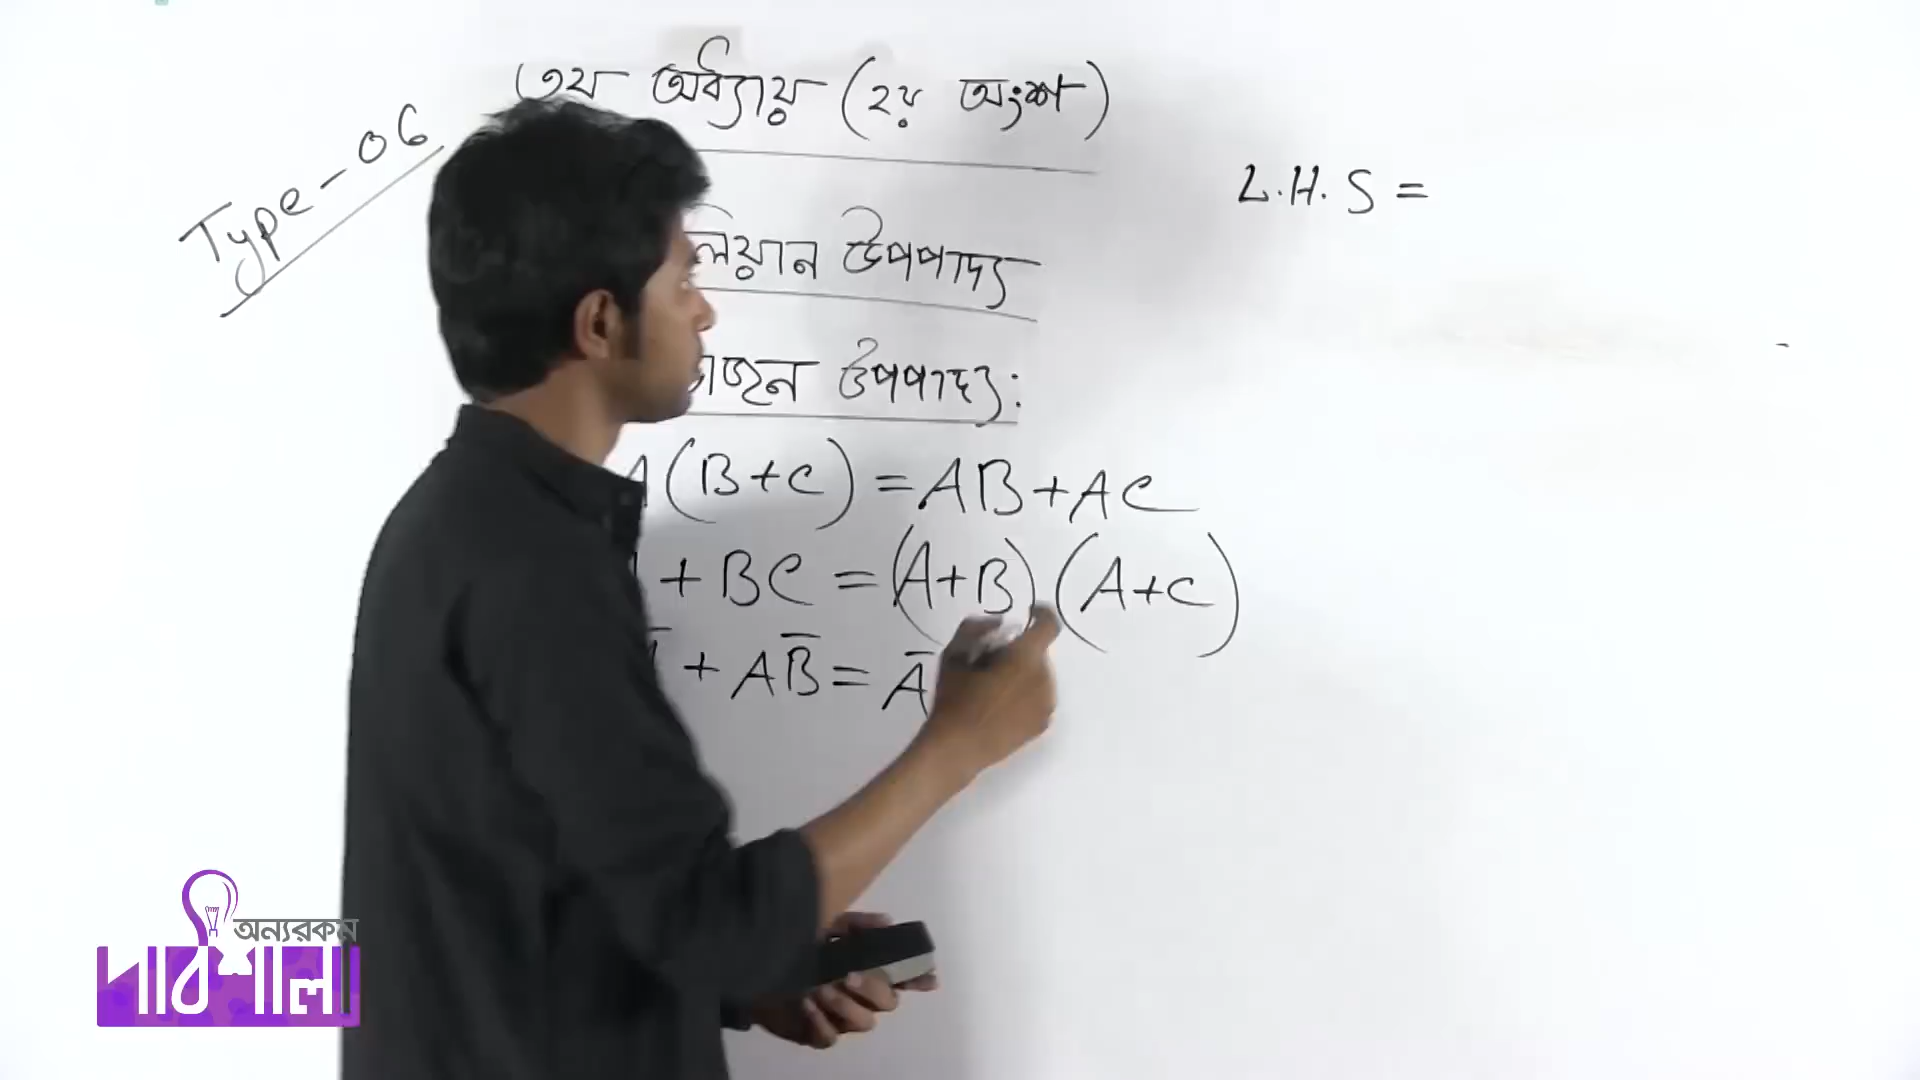 Type-06
৩য় অধ্যায় (২য় অংশ)
লিয়ান উপপাদ্য
ভাজন উপপাদ্য:
A(B+C) = AB+AC
+ BC = (A+B)(A+C)
+ AB̅ = A̅
L.H.S =
অন্যরকম
পাঠশালা